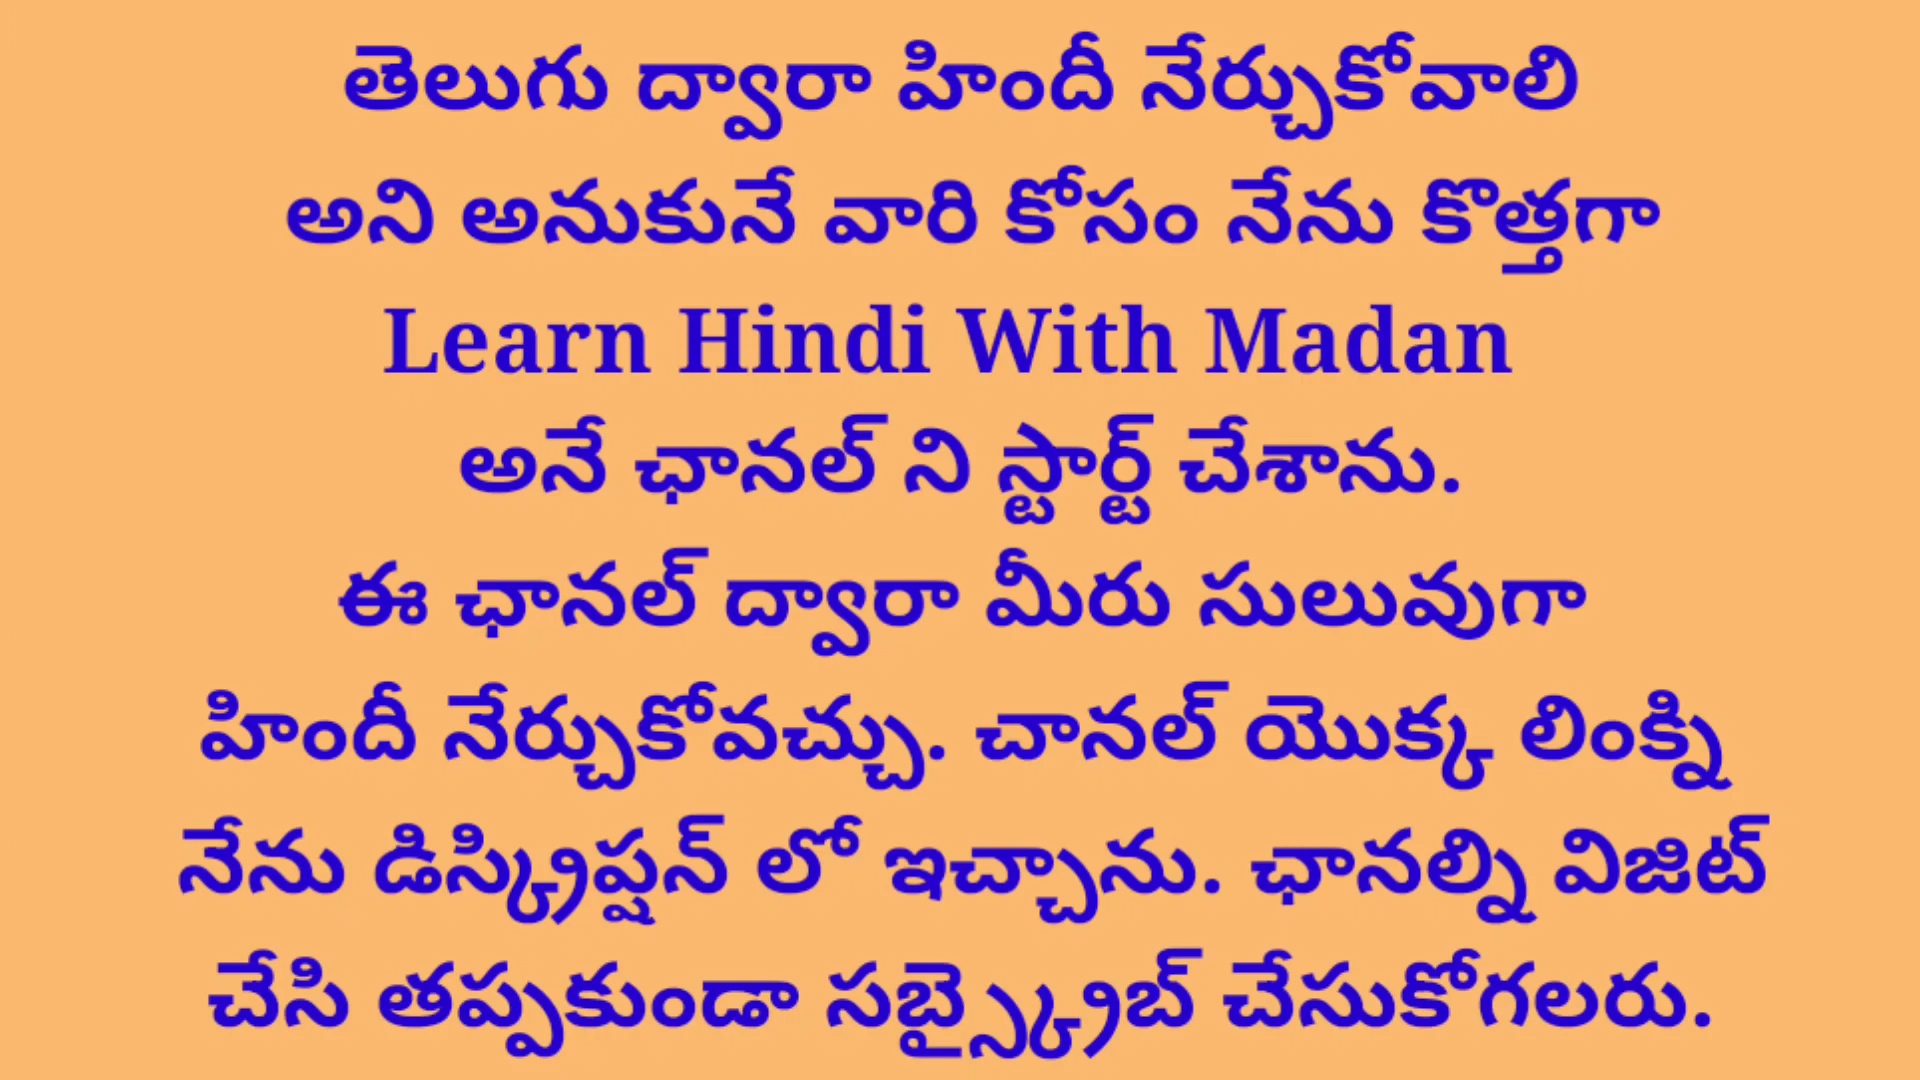 తెలుగు ద్వారా హిందీ నేర్చుకోవాలి
అని అనుకునే వారి కోసం నేను కొత్తగా
Learn Hindi With Madan
అనే ఛానల్ ని స్టార్ట్ చేశాను.
ఈ ఛానల్ ద్వారా మీరు సులువుగా
హిందీ నేర్చుకోవచ్చు. చానల్ యొక్క లింక్ని
నేను డిస్క్రిప్షన్ లో ఇచ్చాను. ఛానల్ని విజిట్
చేసి తప్పకుండా సబ్స్క్రైబ్ చేసుకోగలరు.